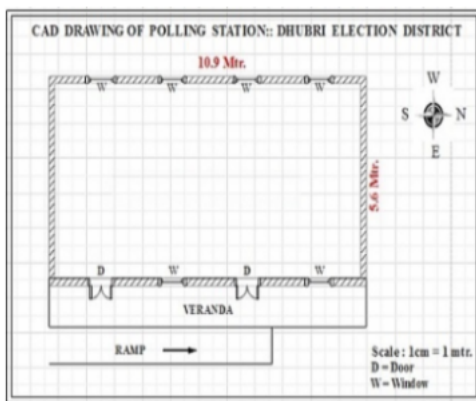 CAD DRAWING OF POLLING STATION:: DHUBRI ELECTION DISTRICT
10.9 Mtr.
W W W W
W
S N
E
5.6 Mtr.
D W D W
VERANDA
RAMP
Scale : 1cm = 1 mtr.
D = Door
W = Window